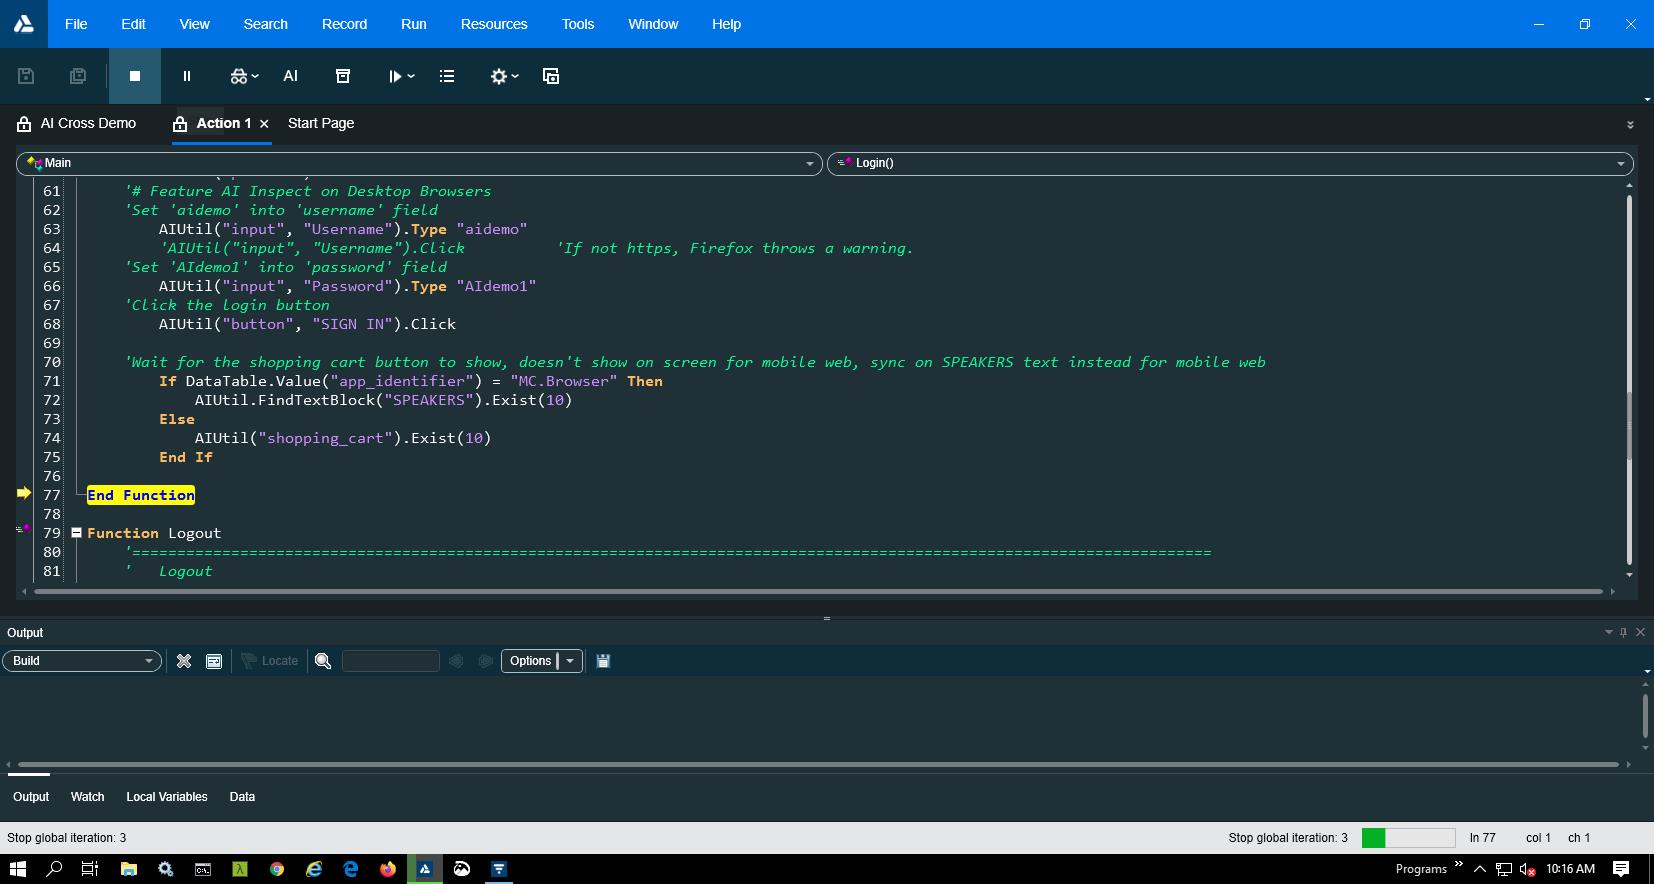 File Edit View Search Record Run Resources Tools Window Help
AI
AI Cross Demo Action 1 Start Page
Main Login()
61 '# Feature AI Inspect on Desktop Browsers
62 'Set 'aidemo' into 'username' field
63 AIUtil("input", "Username").Type "aidemo"
64 'AIUtil("input", "Username").Click 'If not https, Firefox throws a warning.
65 'Set 'AIdemo1' into 'password' field
66 AIUtil("input", "Password").Type "AIdemo1"
67 'Click the login button
68 AIUtil("button", "SIGN IN").Click
69
70 'Wait for the shopping cart button to show, doesn't show on screen for mobile web, sync on SPEAKERS text instead for mobile web
71 If DataTable.Value("app_identifier") = "MC.Browser" Then
72 AIUtil.FindTextBlock("SPEAKERS").Exist(10)
73 Else
74 AIUtil("shopping_cart").Exist(10)
75 End If
76
77 End Function
78
79 Function Logout
80 '========================================================================================================================
81 ' Logout
Output
Build Locate Options
Output Watch Local Variables Data
Stop global iteration: 3 Stop global iteration: 3 ln 77 col 1 ch 1
Programs 10:16 AM